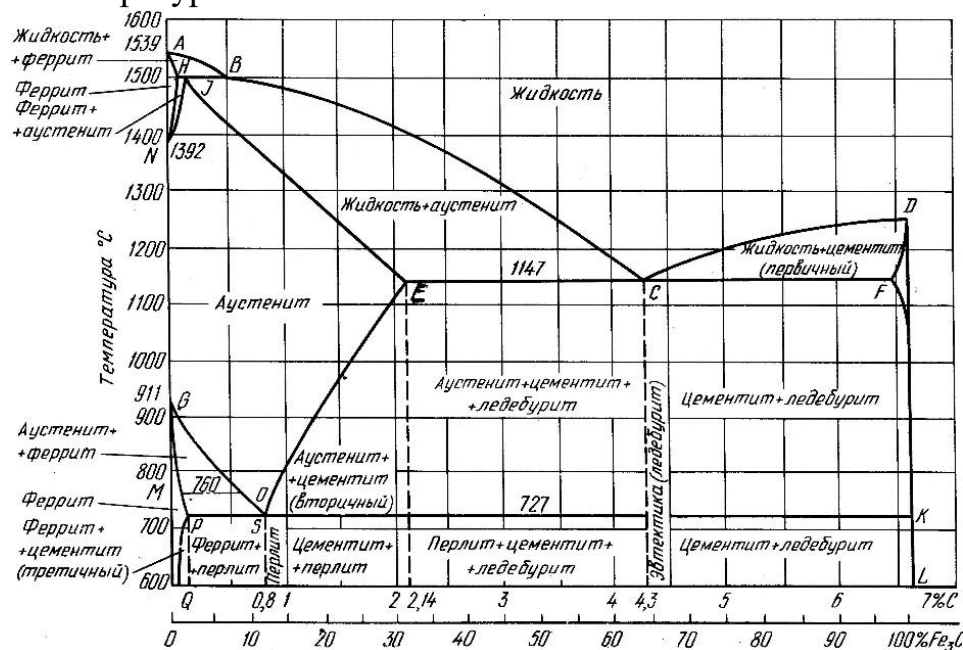 1600
1539
1500
1400
1392
1300
1200
1100
1000
911
900
800
700
600
Температура °С
Жидкость+
+феррит
Феррит
Феррит+
+аустенит
Аустенит+
+феррит
Феррит
Феррит+
+цементит
(третичный)
A
H
J
B
N
Жидкость
Жидкость+аустенит
D
Жидкость+цементит
(первичный)
1147
E
C
F
Аустенит
G
Аустенит+цементит+
+ледебурит
Цементит+ледебурит
Аустенит+
+цементит
(вторичный)
M
760
O
727
P
S
K
Феррит+
+перлит
Перлит
Цементит+
+перлит
Перлит+цементит+
+ледебурит
Эвтектика (ледебурит)
Цементит+ледебурит
L
Q 0,8 1 2 2,14 3 4 4,3 5 6 7%C
0 10 20 30 40 50 60 70 80 90 100%Fe₃C